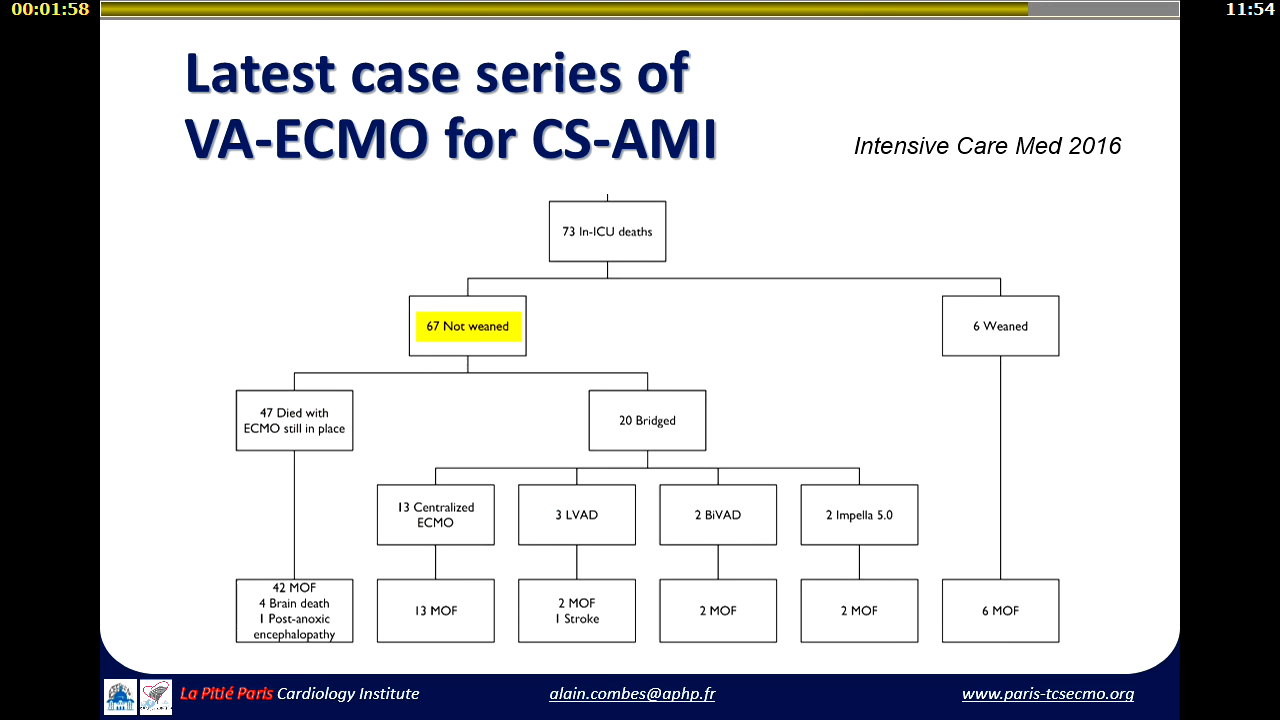 00:01:58
11:54
Latest case series of
VA-ECMO for CS-AMI
Intensive Care Med 2016
73 In-ICU deaths
67 Not weaned
6 Weaned
47 Died with
ECMO still in place
20 Bridged
13 Centralized
ECMO
3 LVAD
2 BiVAD
2 Impella 5.0
42 MOF
4 Brain death
1 Post-anoxic
encephalopathy
13 MOF
2 MOF
1 Stroke
2 MOF
2 MOF
6 MOF
La Pitié Paris Cardiology Institute
alain.combes@aphp.fr
www.paris-tcsecmo.org